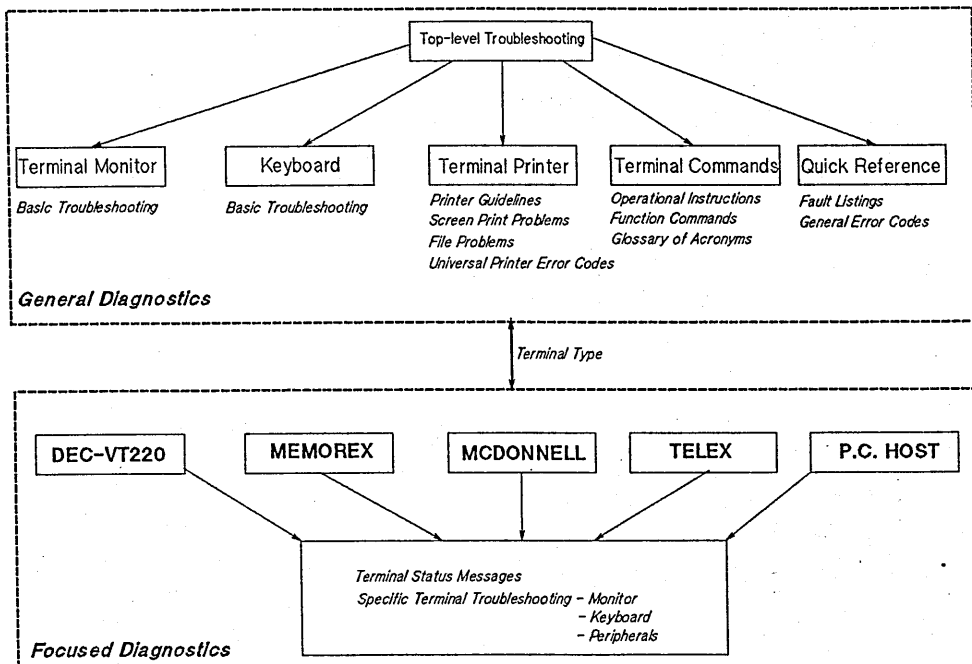 Top-level Troubleshooting
Terminal Monitor
Basic Troubleshooting
Keyboard
Basic Troubleshooting
Terminal Printer
Printer Guidelines
Screen Print Problems
File Problems
Universal Printer Error Codes
Terminal Commands
Operational Instructions
Function Commands
Glossary of Acronyms
Quick Reference
Fault Listings
General Error Codes
General Diagnostics
Terminal Type
DEC-VT220
MEMOREX
MCDONNELL
TELEX
P.C. HOST
Terminal Status Messages
Specific Terminal Troubleshooting - Monitor
- Keyboard
- Peripherals
Focused Diagnostics